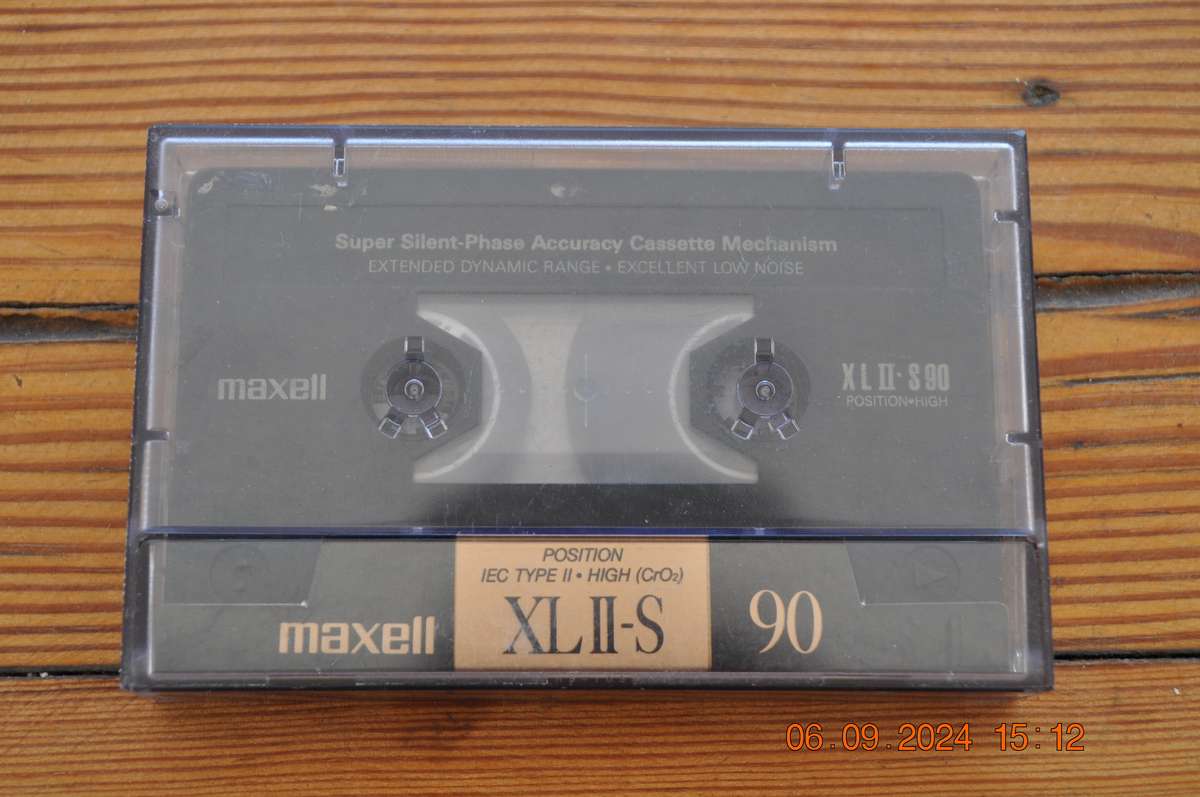 Super Silent-Phase Accuracy Cassette Mechanism
EXTENDED DYNAMIC RANGE • EXCELLENT LOW NOISE
maxell
XL II-S 90
POSITION•HIGH
POSITION
IEC TYPE II • HIGH (CrO₂)
maxell
XL II-S
90
06.09.2024 15:12